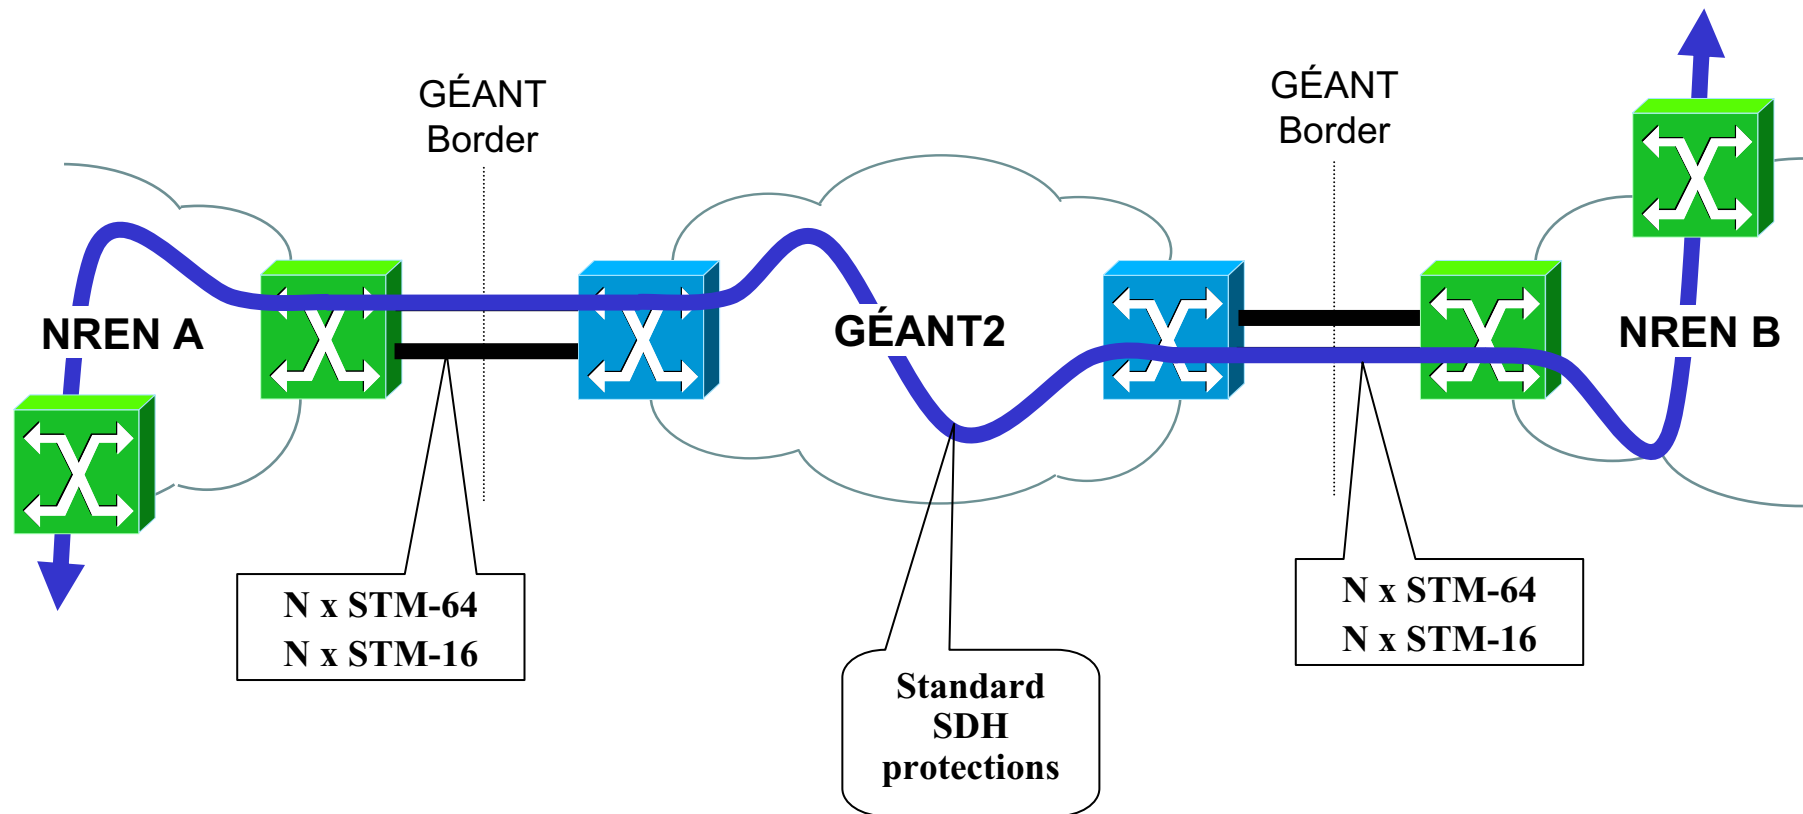 GÉANT
Border
GÉANT
Border
NREN A
GÉANT2
NREN B
N x STM-64
N x STM-16
Standard
SDH
protections
N x STM-64
N x STM-16